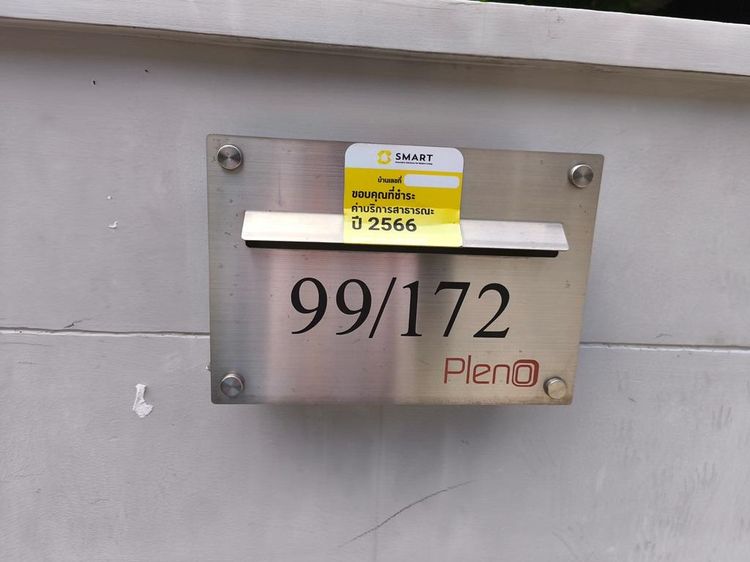 SMART
บ้านเลขที่
ขอบคุณที่ชำระ
ค่าบริการสาธารณะ
ปี 2566
99/172
Pleno